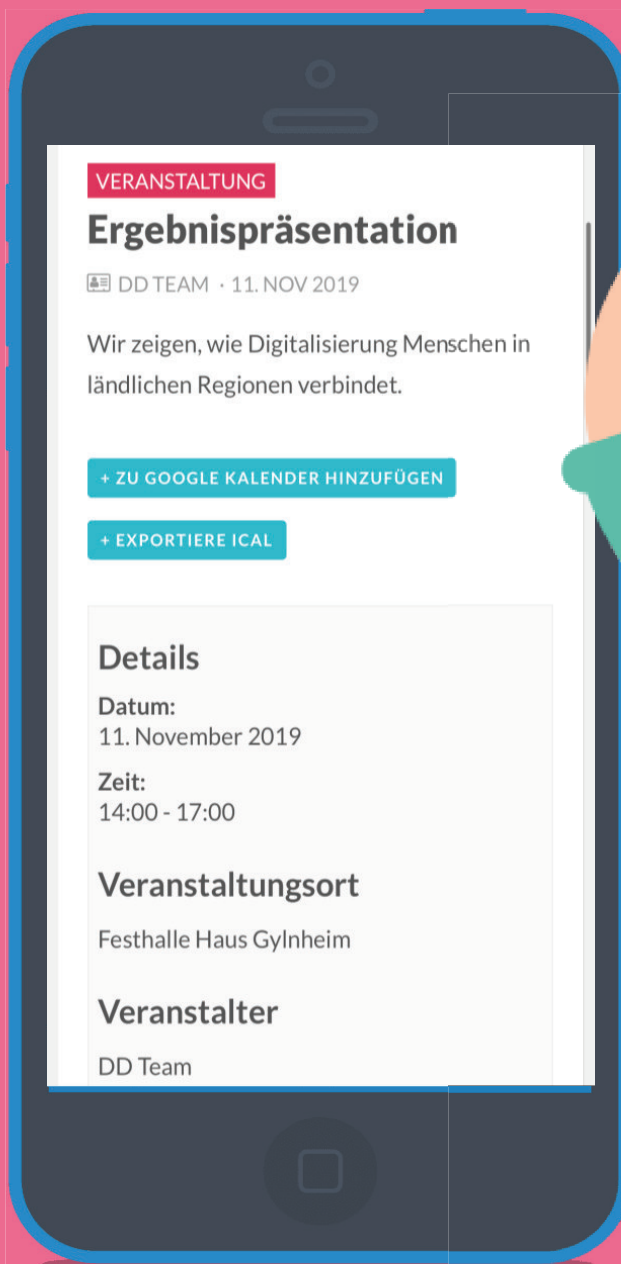 VERANSTALTUNG
Ergebnispräsentation
DD TEAM · 11. NOV 2019
Wir zeigen, wie Digitalisierung Menschen in
ländlichen Regionen verbindet.
+ ZU GOOGLE KALENDER HINZUFÜGEN
+ EXPORTIERE ICAL
Details
Datum:
11. November 2019
Zeit:
14:00 - 17:00
Veranstaltungsort
Festhalle Haus Gylnheim
Veranstalter
DD Team